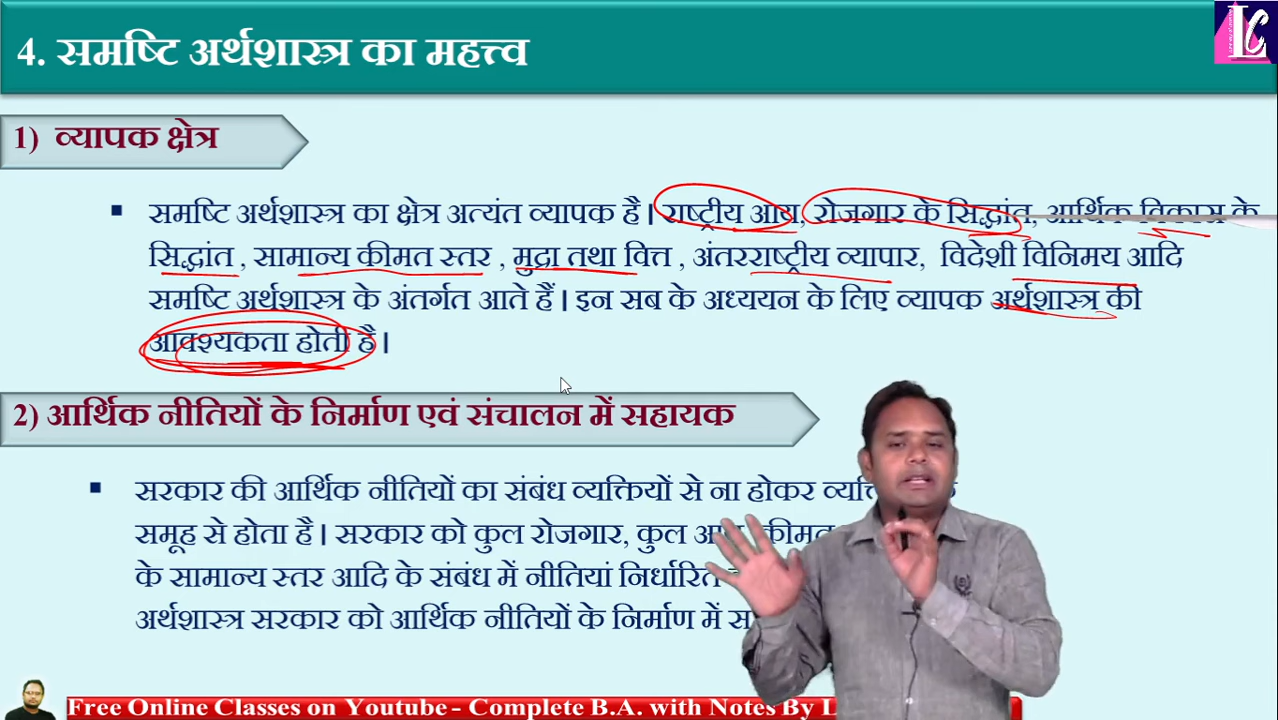 4. समष्टि अर्थशास्त्र का महत्त्व
LC
1) व्यापक क्षेत्र
समष्टि अर्थशास्त्र का क्षेत्र अत्यंत व्यापक है। राष्ट्रीय आय, रोजगार के सिद्धांत, आर्थिक विकास के
सिद्धांत , सामान्य कीमत स्तर , मुद्रा तथा वित्त , अंतरराष्ट्रीय व्यापार, विदेशी विनिमय आदि
समष्टि अर्थशास्त्र के अंतर्गत आते हैं। इन सब के अध्ययन के लिए व्यापक अर्थशास्त्र की
आवश्यकता होती है।
2) आर्थिक नीतियों के निर्माण एवं संचालन में सहायक
सरकार की आर्थिक नीतियों का संबंध व्यक्तियों से ना होकर
समूह से होता है। सरकार को कुल रोजगार, कुल कीमत
के सामान्य स्तर आदि के संबंध में नीतियां निर्धारित
अर्थशास्त्र सरकार को आर्थिक नीतियों के निर्माण में
Free Online Classes on Youtube - Complete B.A. with Notes By